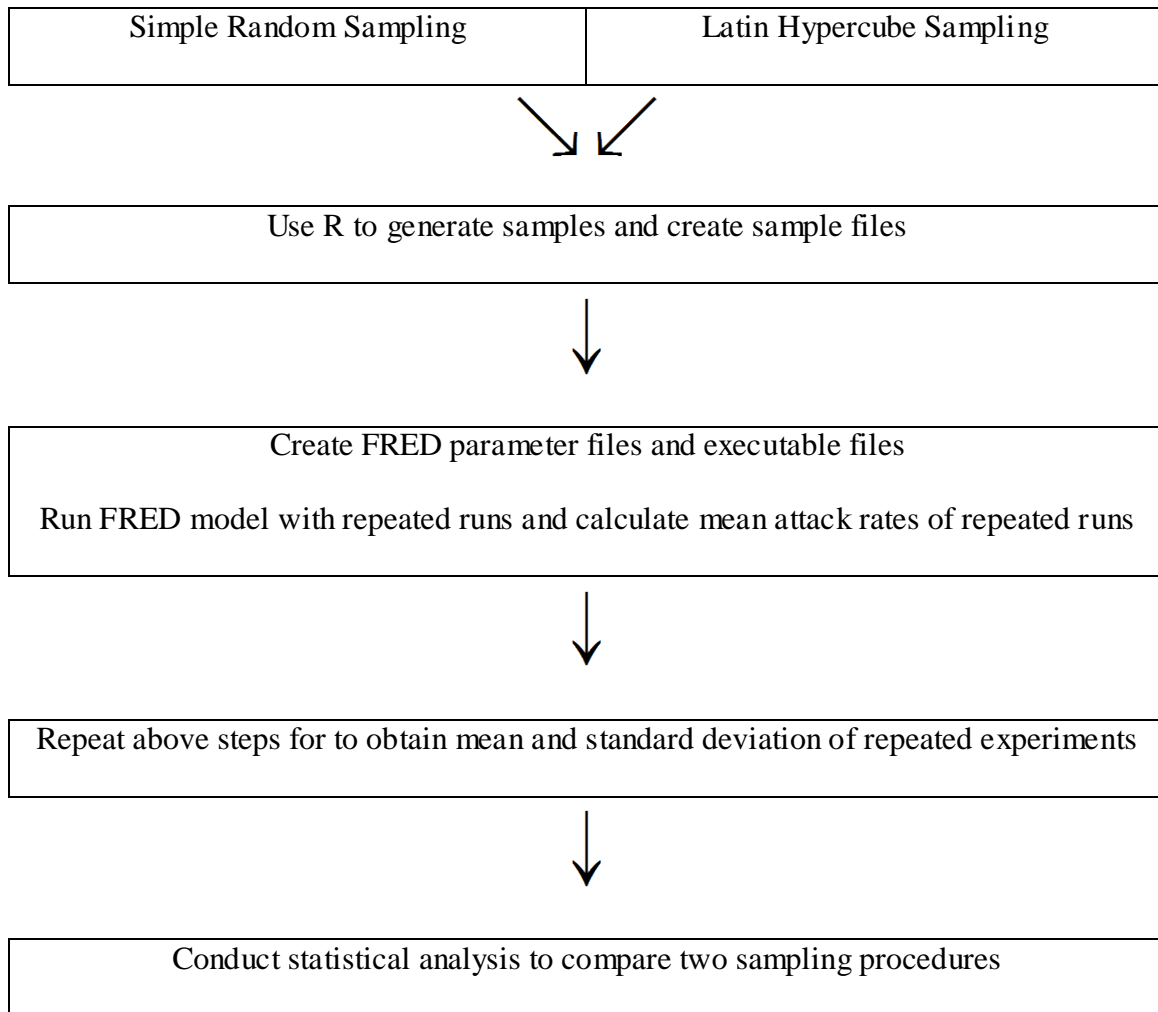 Simple Random Sampling
Latin Hypercube Sampling
Use R to generate samples and create sample files
Create FRED parameter files and executable files
Run FRED model with repeated runs and calculate mean attack rates of repeated runs
Repeat above steps for to obtain mean and standard deviation of repeated experiments
Conduct statistical analysis to compare two sampling procedures